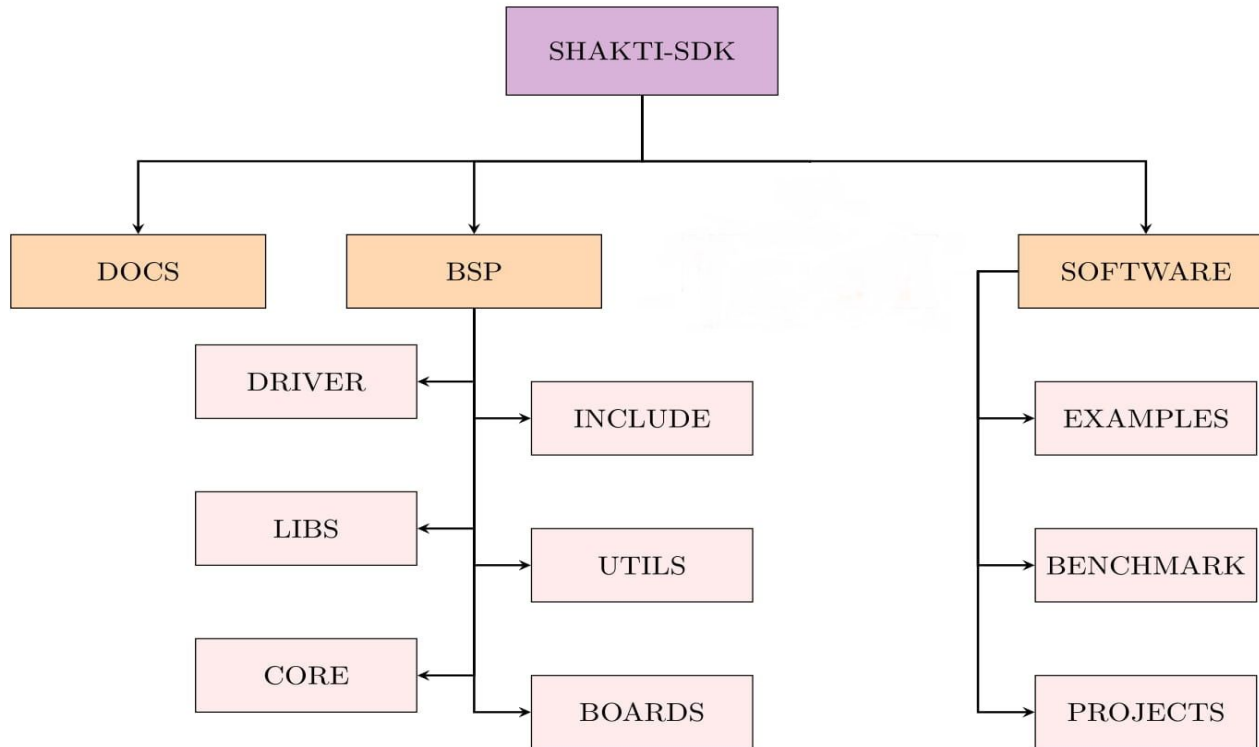 SHAKTI-SDK
DOCS
BSP
SOFTWARE
DRIVER
INCLUDE
EXAMPLES
LIBS
UTILS
BENCHMARK
CORE
BOARDS
PROJECTS